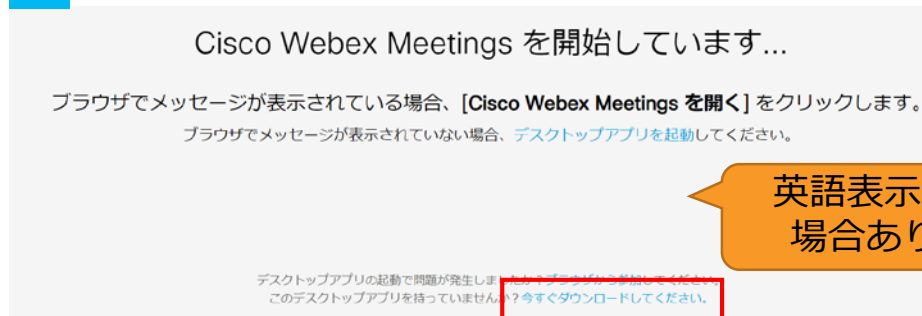 Cisco Webex Meetings を開始しています...
ブラウザでメッセージが表示されている場合、[Cisco Webex Meetings を開く] をクリックします。
ブラウザでメッセージが表示されていない場合、デスクトップアプリを起動してください。
英語表示
場合あり
デスクトップアプリの起動で問題が発生しましたか？ブラウザから参加してください。
このデスクトップアプリを持っていませんか？今すぐダウンロードしてください。